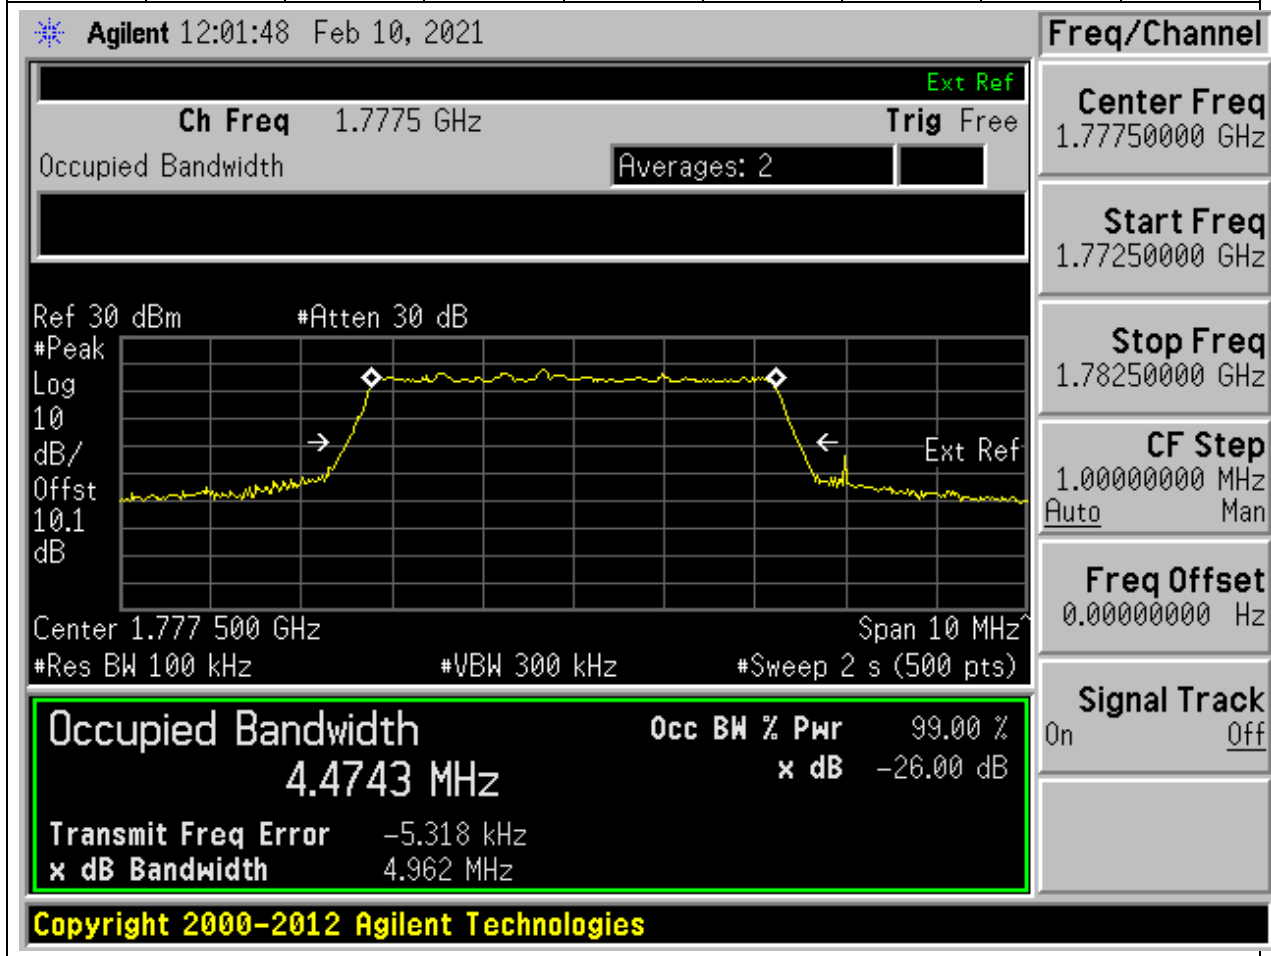 Agilent 12:01:48 Feb 10, 2021
Freq/Channel
Ext Ref
Ch Freq 1.7775 GHz Trig Free
Occupied Bandwidth Averages: 2
Ref 30 dBm #Atten 30 dB
#Peak
Log
10
dB/
Offst
10.1
dB
Ext Ref
Center 1.777 500 GHz Span 10 MHz^
#Res BW 100 kHz #VBW 300 kHz #Sweep 2 s (500 pts)
Occupied Bandwidth
4.4743 MHz
Occ BW % Pwr 99.00 %
x dB -26.00 dB
Transmit Freq Error -5.318 kHz
x dB Bandwidth 4.962 MHz
Center Freq
1.77750000 GHz
Start Freq
1.77250000 GHz
Stop Freq
1.78250000 GHz
CF Step
1.00000000 MHz
Auto Man
Freq Offset
0.00000000 Hz
Signal Track
On Off
Copyright 2000-2012 Agilent Technologies